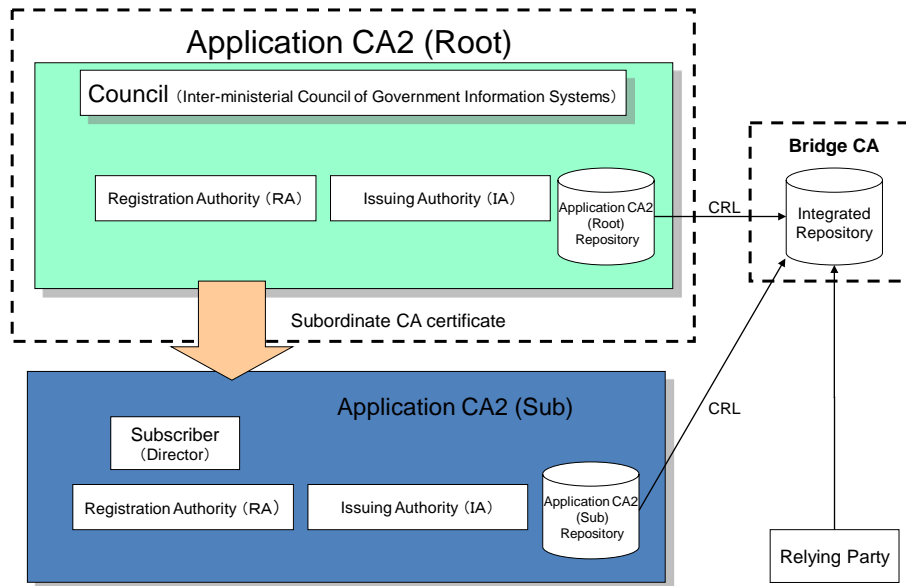 Application CA2 (Root)
Council （Inter-ministerial Council of Government Information Systems）
Registration Authority（RA）
Issuing Authority（IA）
Application CA2
(Root)
Repository
CRL
Bridge CA
Integrated
Repository
Subordinate CA certificate
Application CA2 (Sub)
CRL
Subscriber
（Director）
Registration Authority（RA）
Issuing Authority（IA）
Application CA2
(Sub)
Repository
Relying Party